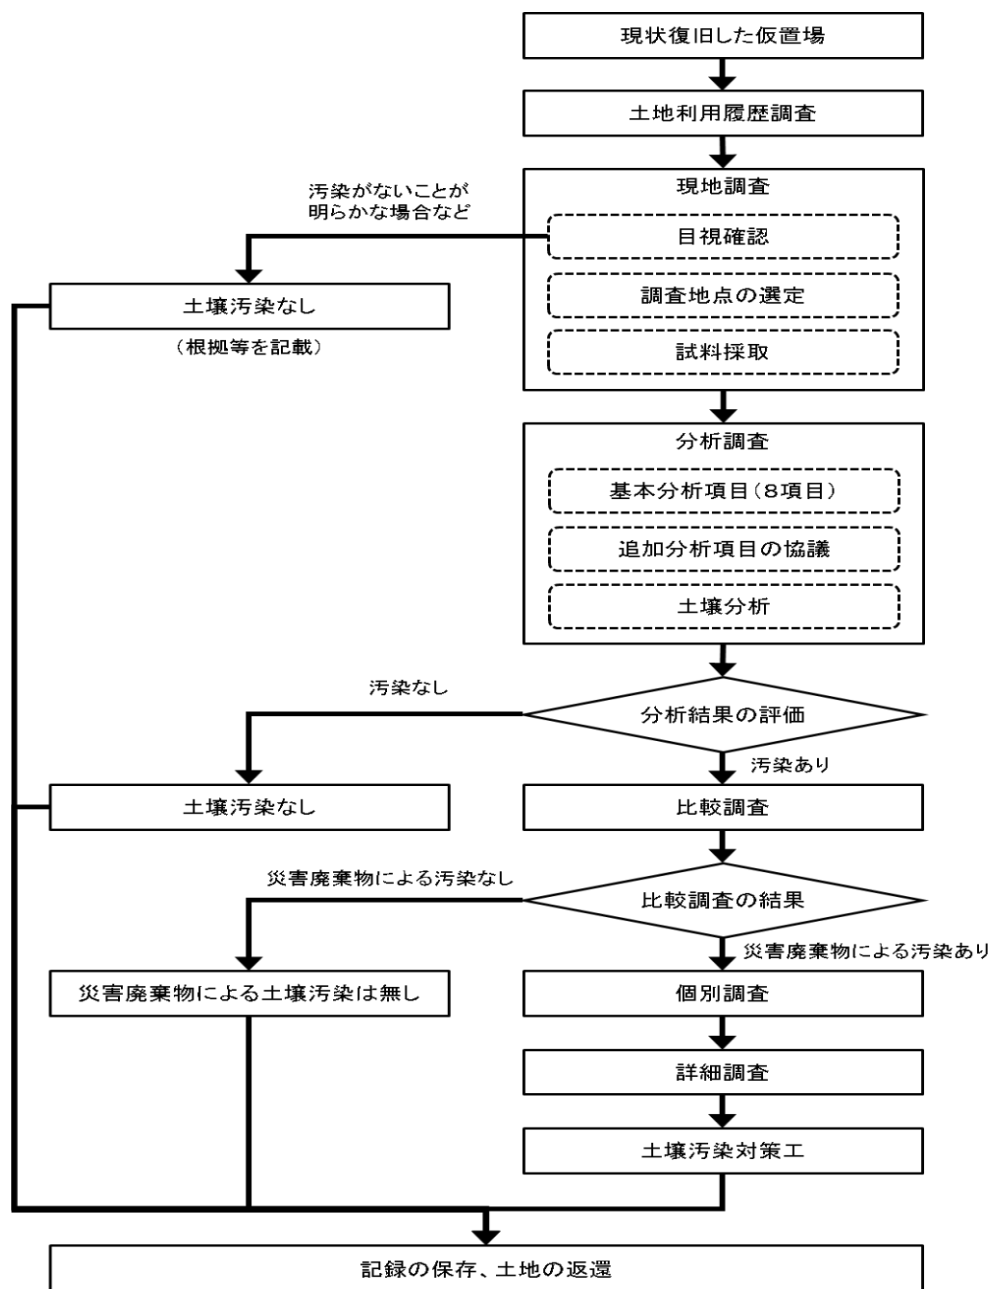 現状復旧した仮置場
土地利用履歴調査
現地調査
汚染がないことが
明らかな場合など
目視確認
調査地点の選定
土壌汚染なし
（根拠等を記載）
試料採取
分析調査
基本分析項目（８項目）
追加分析項目の協議
土壌分析
汚染なし
分析結果の評価
汚染あり
土壌汚染なし
比較調査
災害廃棄物による汚染なし
比較調査の結果
災害廃棄物による汚染あり
災害廃棄物による土壌汚染は無し
個別調査
詳細調査
土壌汚染対策工
記録の保存、土地の返還